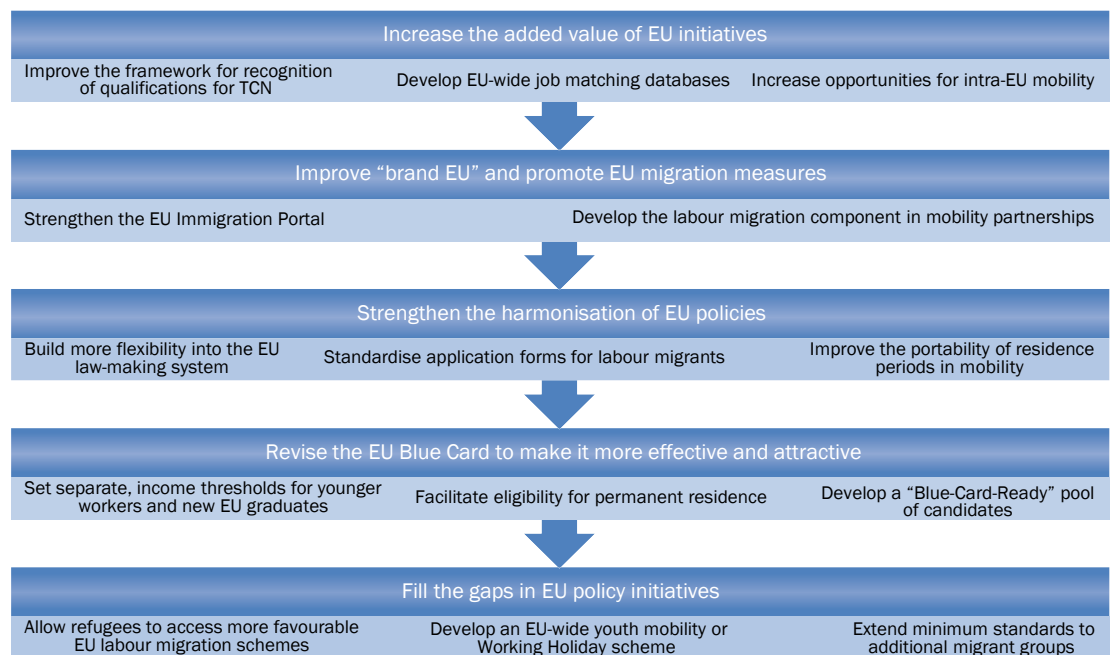 Increase the added value of EU initiatives
Improve the framework for recognition
of qualifications for TCN
Develop EU-wide job matching databases
Increase opportunities for intra-EU mobility
Improve “brand EU” and promote EU migration measures
Strengthen the EU Immigration Portal
Develop the labour migration component in mobility partnerships
Strengthen the harmonisation of EU policies
Build more flexibility into the EU
law-making system
Standardise application forms for labour migrants
Improve the portability of residence
periods in mobility
Revise the EU Blue Card to make it more effective and attractive
Set separate, income thresholds for younger
workers and new EU graduates
Facilitate eligibility for permanent residence
Develop a “Blue-Card-Ready” pool
of candidates
Fill the gaps in EU policy initiatives
Allow refugees to access more favourable
EU labour migration schemes
Develop an EU-wide youth mobility or
Working Holiday scheme
Extend minimum standards to
additional migrant groups